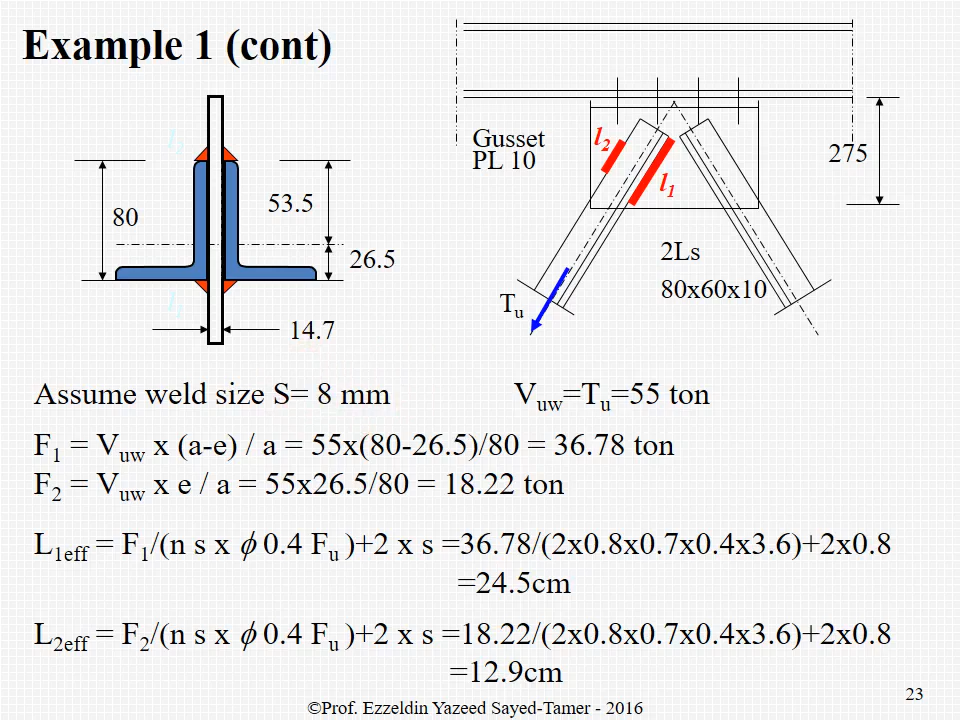 Example 1 (cont)
l2
80
53.5
26.5
l1
14.7
Gusset
PL 10
l2
l1
275
2Ls
80x60x10
Tu
Assume weld size S= 8 mm
Vuw=Tu=55 ton
F1 = Vuw x (a-e) / a = 55x(80-26.5)/80 = 36.78 ton
F2 = Vuw x e / a = 55x26.5/80 = 18.22 ton
L1eff = F1/(n s x ϕ 0.4 Fu )+2 x s =36.78/(2x0.8x0.7x0.4x3.6)+2x0.8
=24.5cm
L2eff = F2/(n s x ϕ 0.4 Fu )+2 x s =18.22/(2x0.8x0.7x0.4x3.6)+2x0.8
=12.9cm
©Prof. Ezzeldin Yazeed Sayed-Tamer - 2016
23